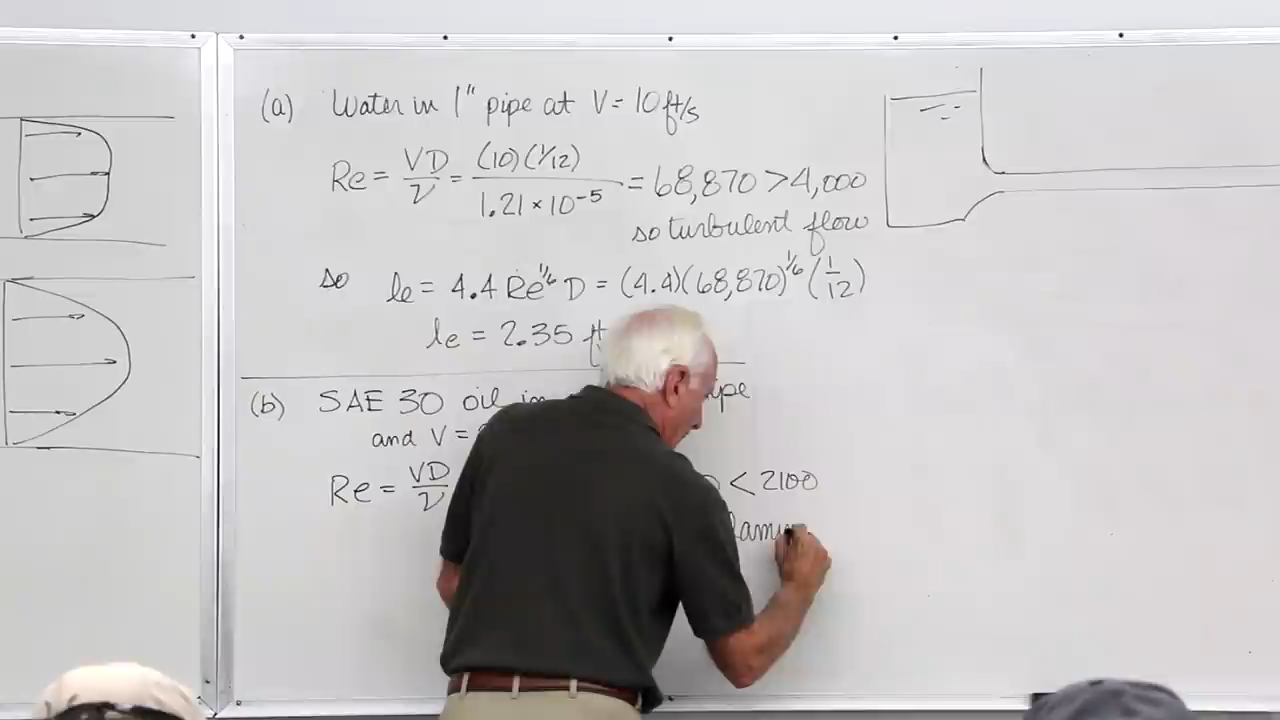 (a) Water in 1" pipe at V = 10 ft/s
Re = VD/ν = (10)(1/12)/1.21 × 10^-5 = 68,870 > 4,000
so turbulent flow
so le = 4.4 Re^1/6 D = (4.4)(68,870)^1/6 (1/12)
le = 2.35
(b) SAE 30 oil in
and V =
Re = VD/ν < 2100